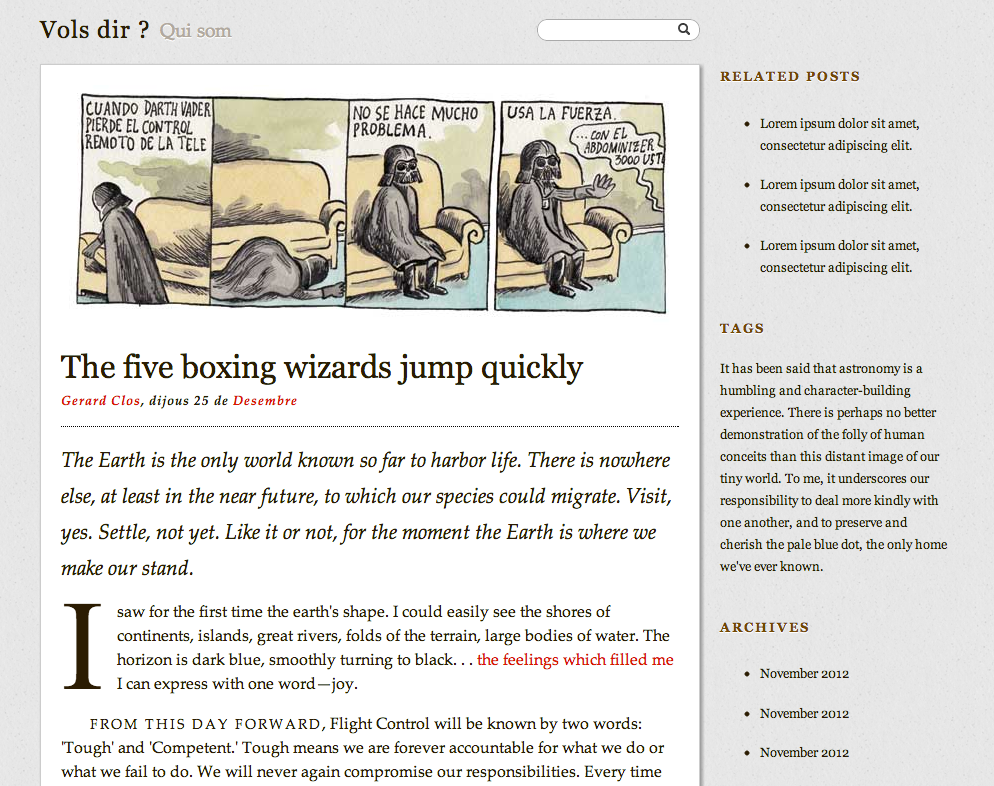 Vols dir ? Qui som
CUANDO DARTH VADER
PIERDE EL CONTROL
REMOTO DE LA TELE
NO SE HACE MUCHO
PROBLEMA.
USA LA FUERZA.
...CON EL
ABDOMINIZER
3000 U$T!
The five boxing wizards jump quickly
Gerard Clos, dijous 25 de Desembre
The Earth is the only world known so far to harbor life. There is nowhere
else, at least in the near future, to which our species could migrate. Visit,
yes. Settle, not yet. Like it or not, for the moment the Earth is where we
make our stand.
I saw for the first time the earth's shape. I could easily see the shores of
continents, islands, great rivers, folds of the terrain, large bodies of water. The
horizon is dark blue, smoothly turning to black. . . the feelings which filled me
I can express with one word—joy.
FROM THIS DAY FORWARD, Flight Control will be known by two words:
'Tough' and 'Competent.' Tough means we are forever accountable for what we do or
what we fail to do. We will never again compromise our responsibilities. Every time
RELATED POSTS
• Lorem ipsum dolor sit amet,
consectetur adipiscing elit.
• Lorem ipsum dolor sit amet,
consectetur adipiscing elit.
• Lorem ipsum dolor sit amet,
consectetur adipiscing elit.
TAGS
It has been said that astronomy is a
humbling and character-building
experience. There is perhaps no better
demonstration of the folly of human
conceits than this distant image of our
tiny world. To me, it underscores our
responsibility to deal more kindly with
one another, and to preserve and
cherish the pale blue dot, the only home
we've ever known.
ARCHIVES
• November 2012
• November 2012
• November 2012